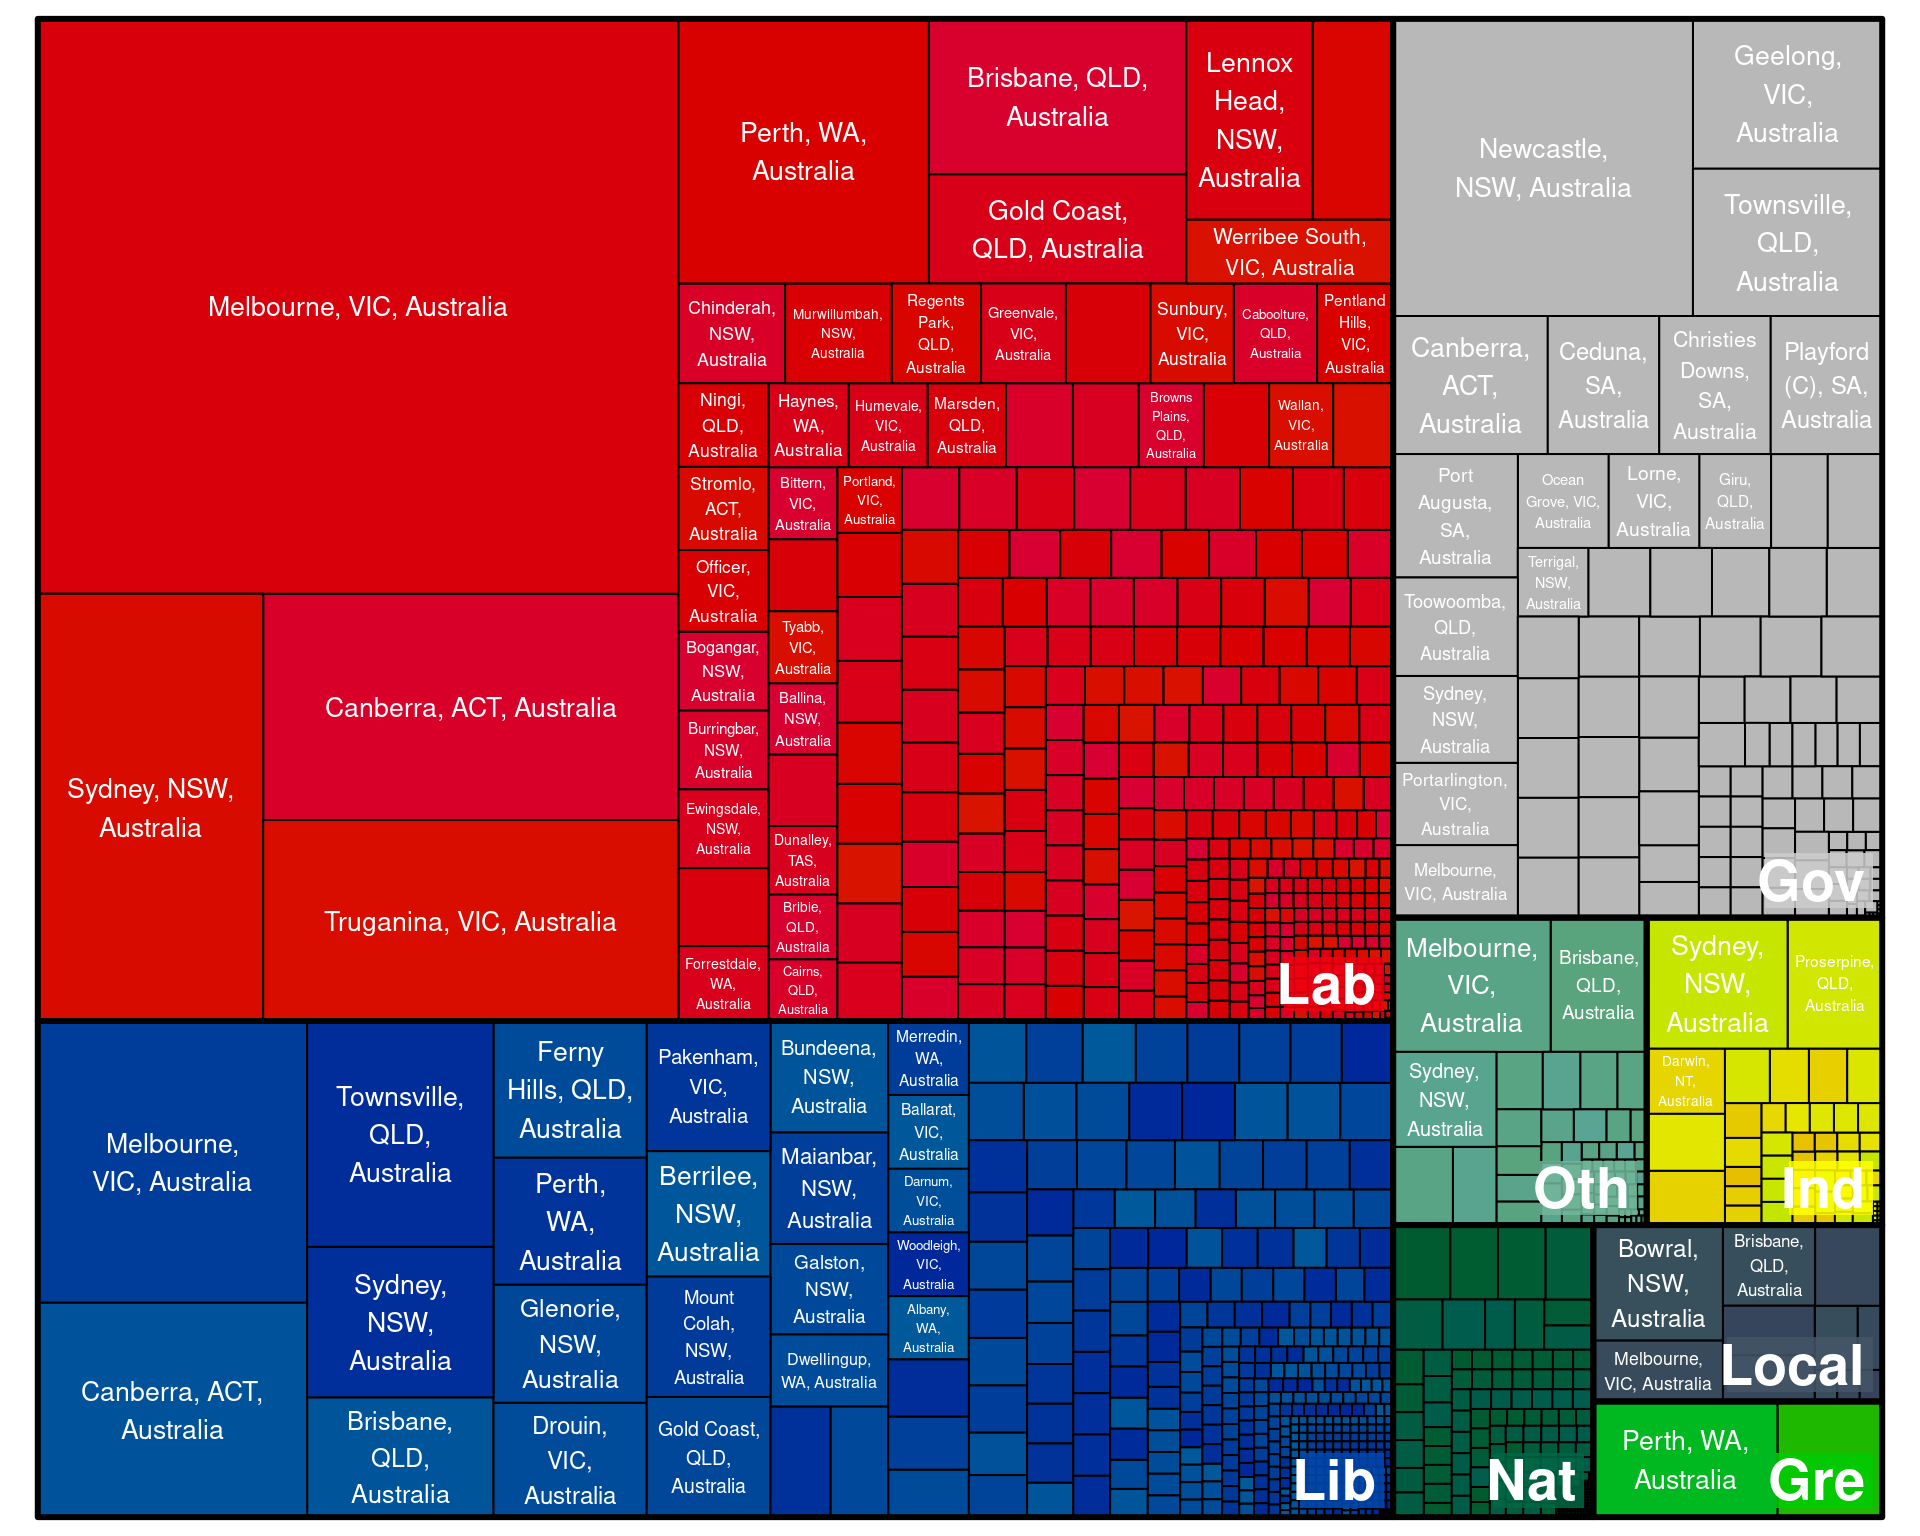 Melbourne, VIC, Australia
Sydney, NSW,
Australia
Canberra, ACT, Australia
Truganina, VIC, Australia
Perth, WA,
Australia
Brisbane, QLD,
Australia
Gold Coast,
QLD, Australia
Lennox
Head,
NSW,
Australia
Werribee South,
VIC, Australia
Chinderah,
NSW,
Australia
Murwillumbah,
NSW,
Australia
Regents
Park,
QLD,
Australia
Greenvale,
VIC,
Australia
Sunbury,
VIC,
Australia
Caboolture,
QLD,
Australia
Pentland
Hills,
VIC,
Australia
Ningi,
QLD,
Australia
Haynes,
WA,
Australia
Humevale,
VIC,
Australia
Marsden,
QLD,
Australia
Browns
Plains,
QLD,
Australia
Wallan,
VIC,
Australia
Stromlo,
ACT,
Australia
Bittern,
VIC,
Australia
Portland,
VIC,
Australia
Officer,
VIC,
Australia
Tyabb,
VIC,
Australia
Bogangar,
NSW,
Australia
Ballina,
NSW,
Australia
Burringbar,
NSW,
Australia
Ewingsdale,
NSW,
Australia
Dunalley,
TAS,
Australia
Bribie,
QLD,
Australia
Forrestdale,
WA,
Australia
Cairns,
QLD,
Australia
Lab
Newcastle,
NSW, Australia
Geelong,
VIC,
Australia
Townsville,
QLD,
Australia
Canberra,
ACT,
Australia
Ceduna,
SA,
Australia
Christies
Downs,
SA,
Australia
Playford
(C), SA,
Australia
Port
Augusta,
SA,
Australia
Ocean
Grove, VIC,
Australia
Lorne,
VIC,
Australia
Giru,
QLD,
Australia
Terrigal,
NSW,
Australia
Toowoomba,
QLD,
Australia
Sydney,
NSW,
Australia
Portarlington,
VIC,
Australia
Melbourne,
VIC, Australia
Gov
Melbourne,
VIC,
Australia
Brisbane,
QLD,
Australia
Sydney,
NSW,
Australia
Oth
Sydney,
NSW,
Australia
Proserpine,
QLD,
Australia
Darwin,
NT,
Australia
Ind
Melbourne,
VIC, Australia
Canberra, ACT,
Australia
Townsville,
QLD,
Australia
Sydney,
NSW,
Australia
Brisbane,
QLD,
Australia
Ferny
Hills, QLD,
Australia
Perth,
WA,
Australia
Glenorie,
NSW,
Australia
Drouin,
VIC,
Australia
Pakenham,
VIC,
Australia
Berrilee,
NSW,
Australia
Mount
Colah,
NSW,
Australia
Gold Coast,
QLD,
Australia
Bundeena,
NSW,
Australia
Maianbar,
NSW,
Australia
Galston,
NSW,
Australia
Dwellingup,
WA, Australia
Merredin,
WA,
Australia
Ballarat,
VIC,
Australia
Darnum,
VIC,
Australia
Woodleigh,
VIC,
Australia
Albany,
WA,
Australia
Lib
Nat
Bowral,
NSW,
Australia
Brisbane,
QLD,
Australia
Melbourne,
VIC, Australia
Local
Perth, WA,
Australia
Gre